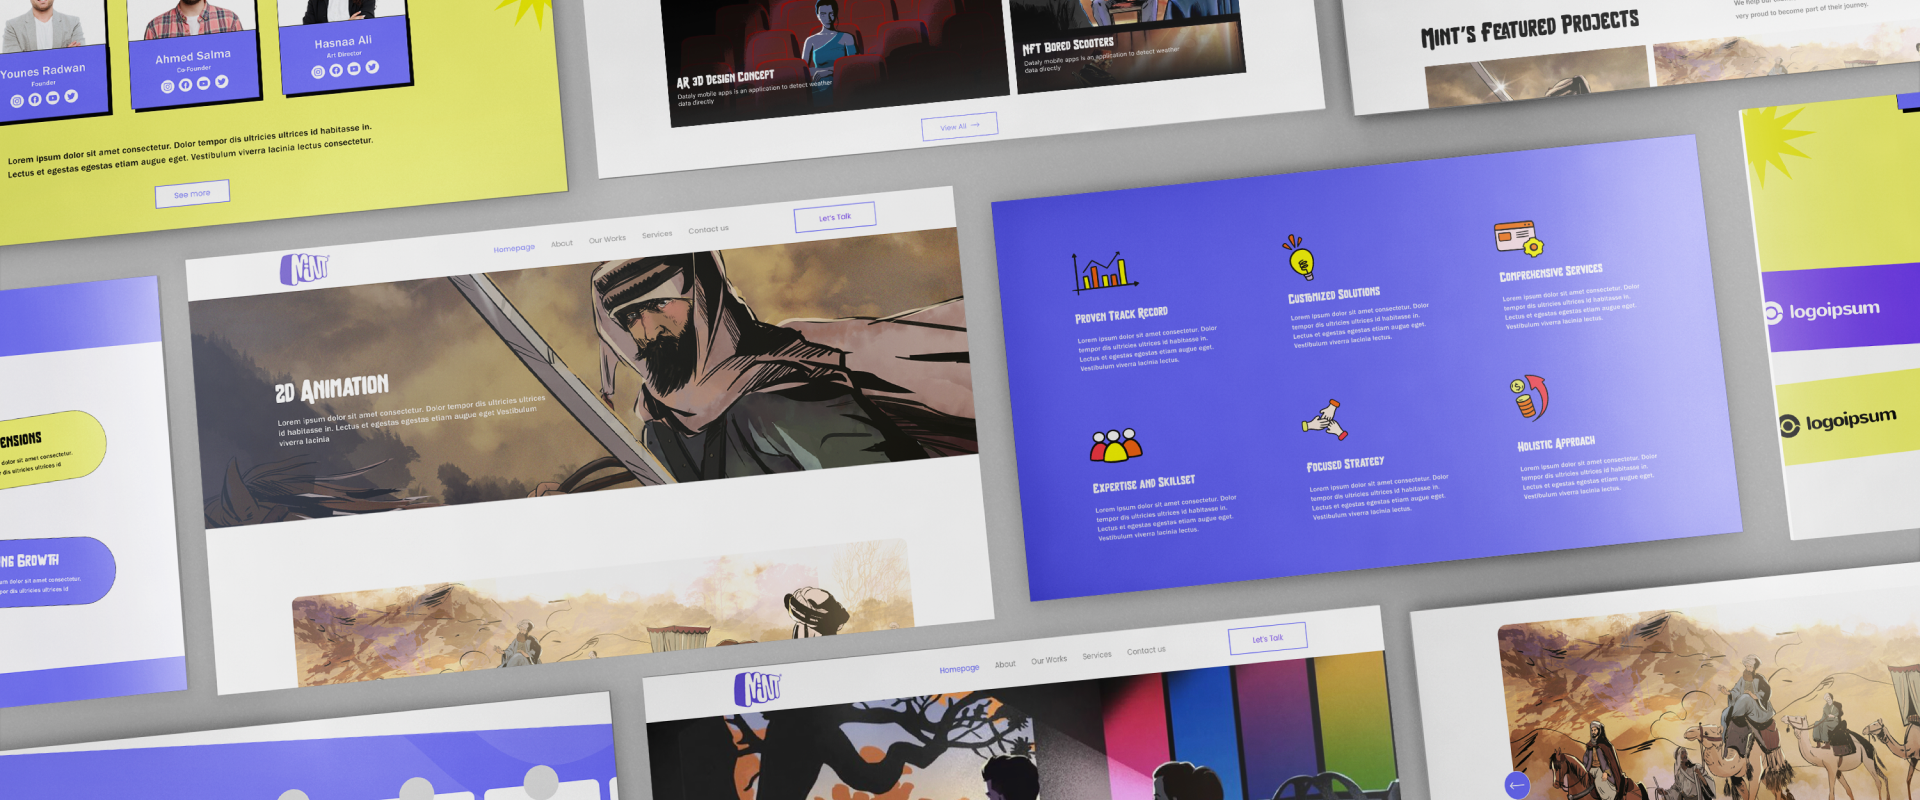 Younes Radwan
Founder
Ahmed Salma
Co-Founder
Hasnaa Ali
Art Director
Lorem ipsum dolor sit amet consectetur. Dolor tempor dis ultricies ultrices id habitasse in.
Lectus et egestas egestas etiam augue eget. Vestibulum viverra lacinia lectus consectetur.
See more
AR 3D Design Concept
Dataly mobile apps is an application to detect weather
data directly
NFT Bored Scooters
Dataly mobile apps is an application to detect weather
data directly
View All
We help our
very proud to become part of their journey.
Mint's Featured Projects
Mint
Homepage
About
Our Works
Services
Contact us
Let's Talk
2D Animation
Lorem ipsum dolor sit amet consectetur. Dolor tempor dis ultricies ultrices
id habitasse in. Lectus et egestas egestas etiam augue eget Vestibulum
viverra lacinia
Proven Track Record
Lorem ipsum dolor sit amet consectetur. Dolor
tempor dis ultricies ultrices id habitasse in.
Lectus et egestas egestas etiam augue eget.
Vestibulum viverra lacinia lectus.
Customized Solutions
Lorem ipsum dolor sit amet consectetur. Dolor
tempor dis ultricies ultrices id habitasse in.
Lectus et egestas egestas etiam augue eget.
Vestibulum viverra lacinia lectus.
Comprehensive Services
Lorem ipsum dolor sit amet consectetur. Dolor
tempor dis ultricies ultrices id habitasse in.
Lectus et egestas egestas etiam augue eget.
Vestibulum viverra lacinia lectus.
Expertise and Skillset
Lorem ipsum dolor sit amet consectetur. Dolor
tempor dis ultricies ultrices id habitasse in.
Lectus et egestas egestas etiam augue eget.
Vestibulum viverra lacinia lectus.
Focused Strategy
Lorem ipsum dolor sit amet consectetur. Dolor
tempor dis ultricies ultrices id habitasse in.
Lectus et egestas egestas etiam augue eget.
Vestibulum viverra lacinia lectus.
Holistic Approach
Lorem ipsum dolor sit amet consectetur. Dolor
tempor dis ultricies ultrices id habitasse in.
Lectus et egestas egestas etiam augue eget.
Vestibulum viverra lacinia lectus.
logoipsum
logoipsum
ensions
dolor sit amet consectetur.
dis ultricies ultrices id
ng Growth
dolor sit amet consectetur.
dis ultricies ultrices id
Mint
Homepage
About
Our Works
Services
Contact us
Let's Talk